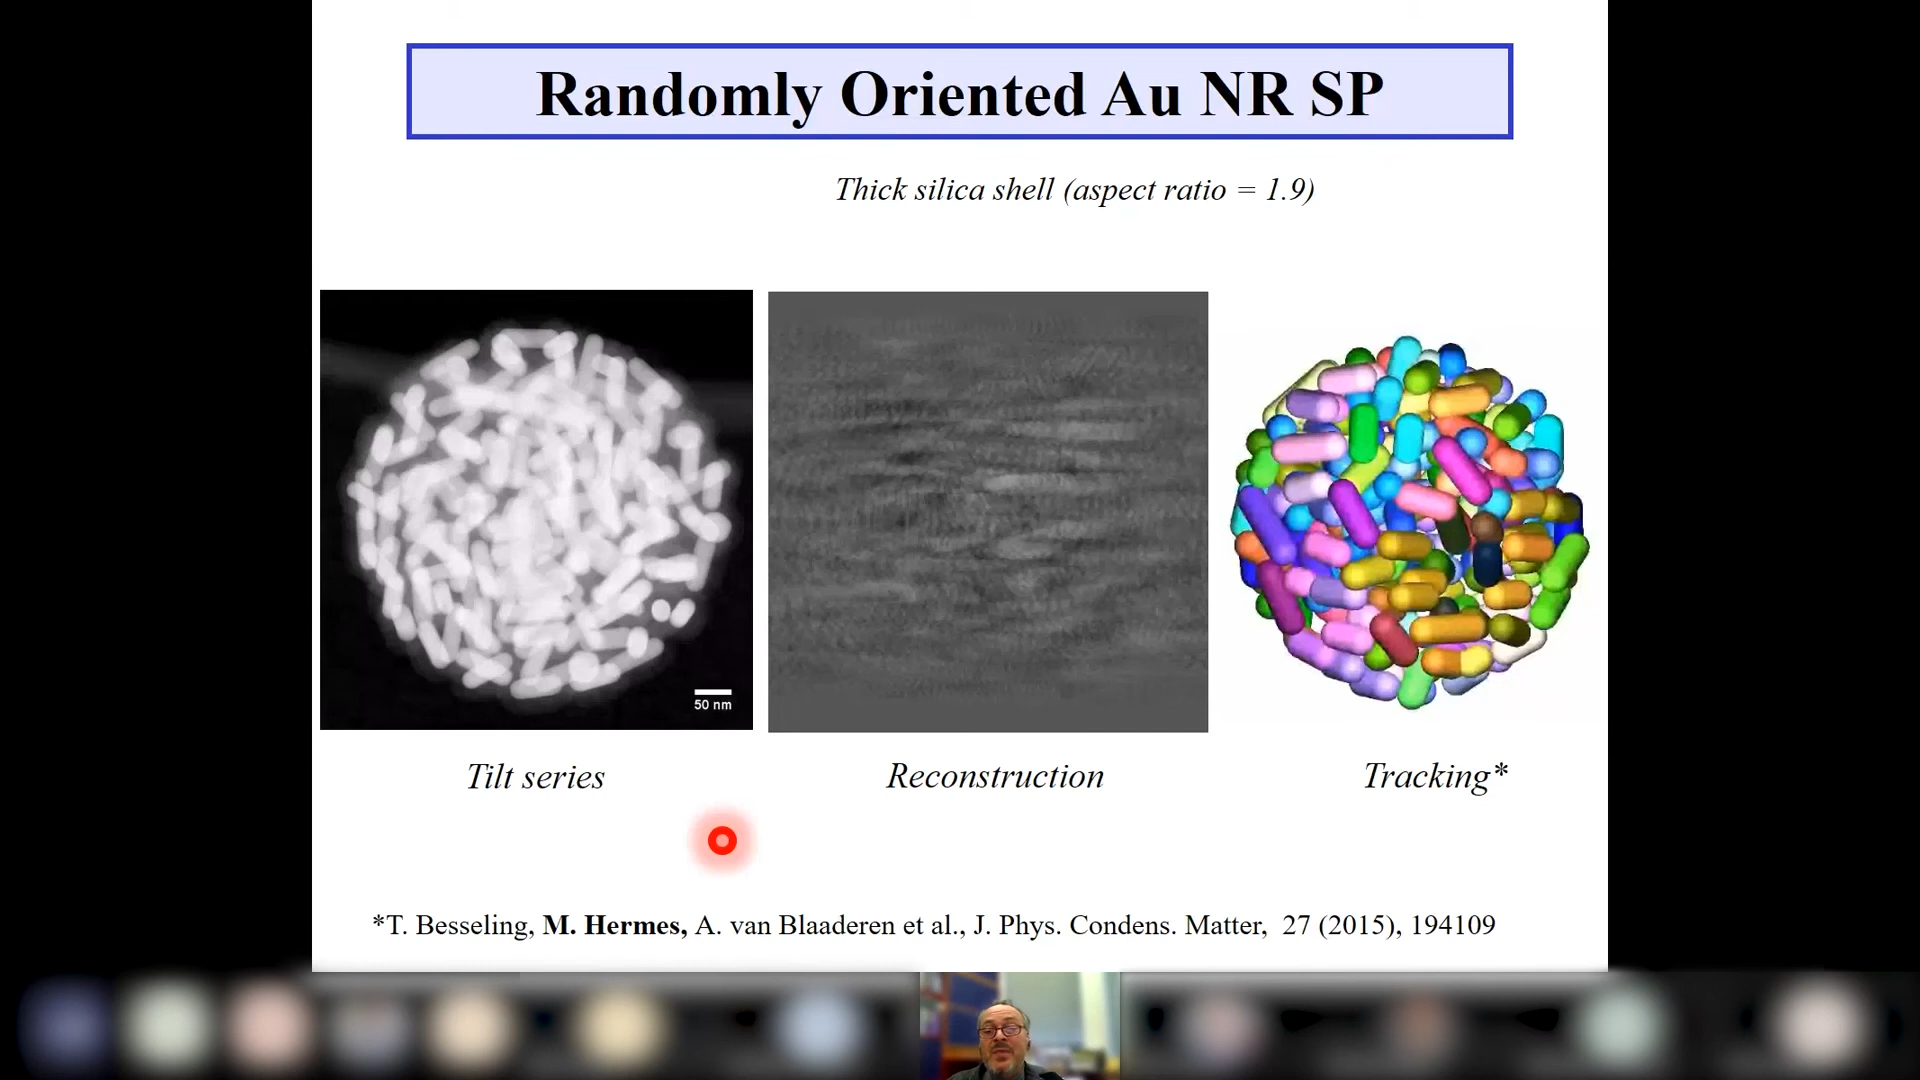 Randomly Oriented Au NR SP
Thick silica shell (aspect ratio = 1.9)
50 nm
Tilt series
Reconstruction
Tracking*
*T. Besseling, M. Hermes, A. van Blaaderen et al., J. Phys. Condens. Matter, 27 (2015), 194109